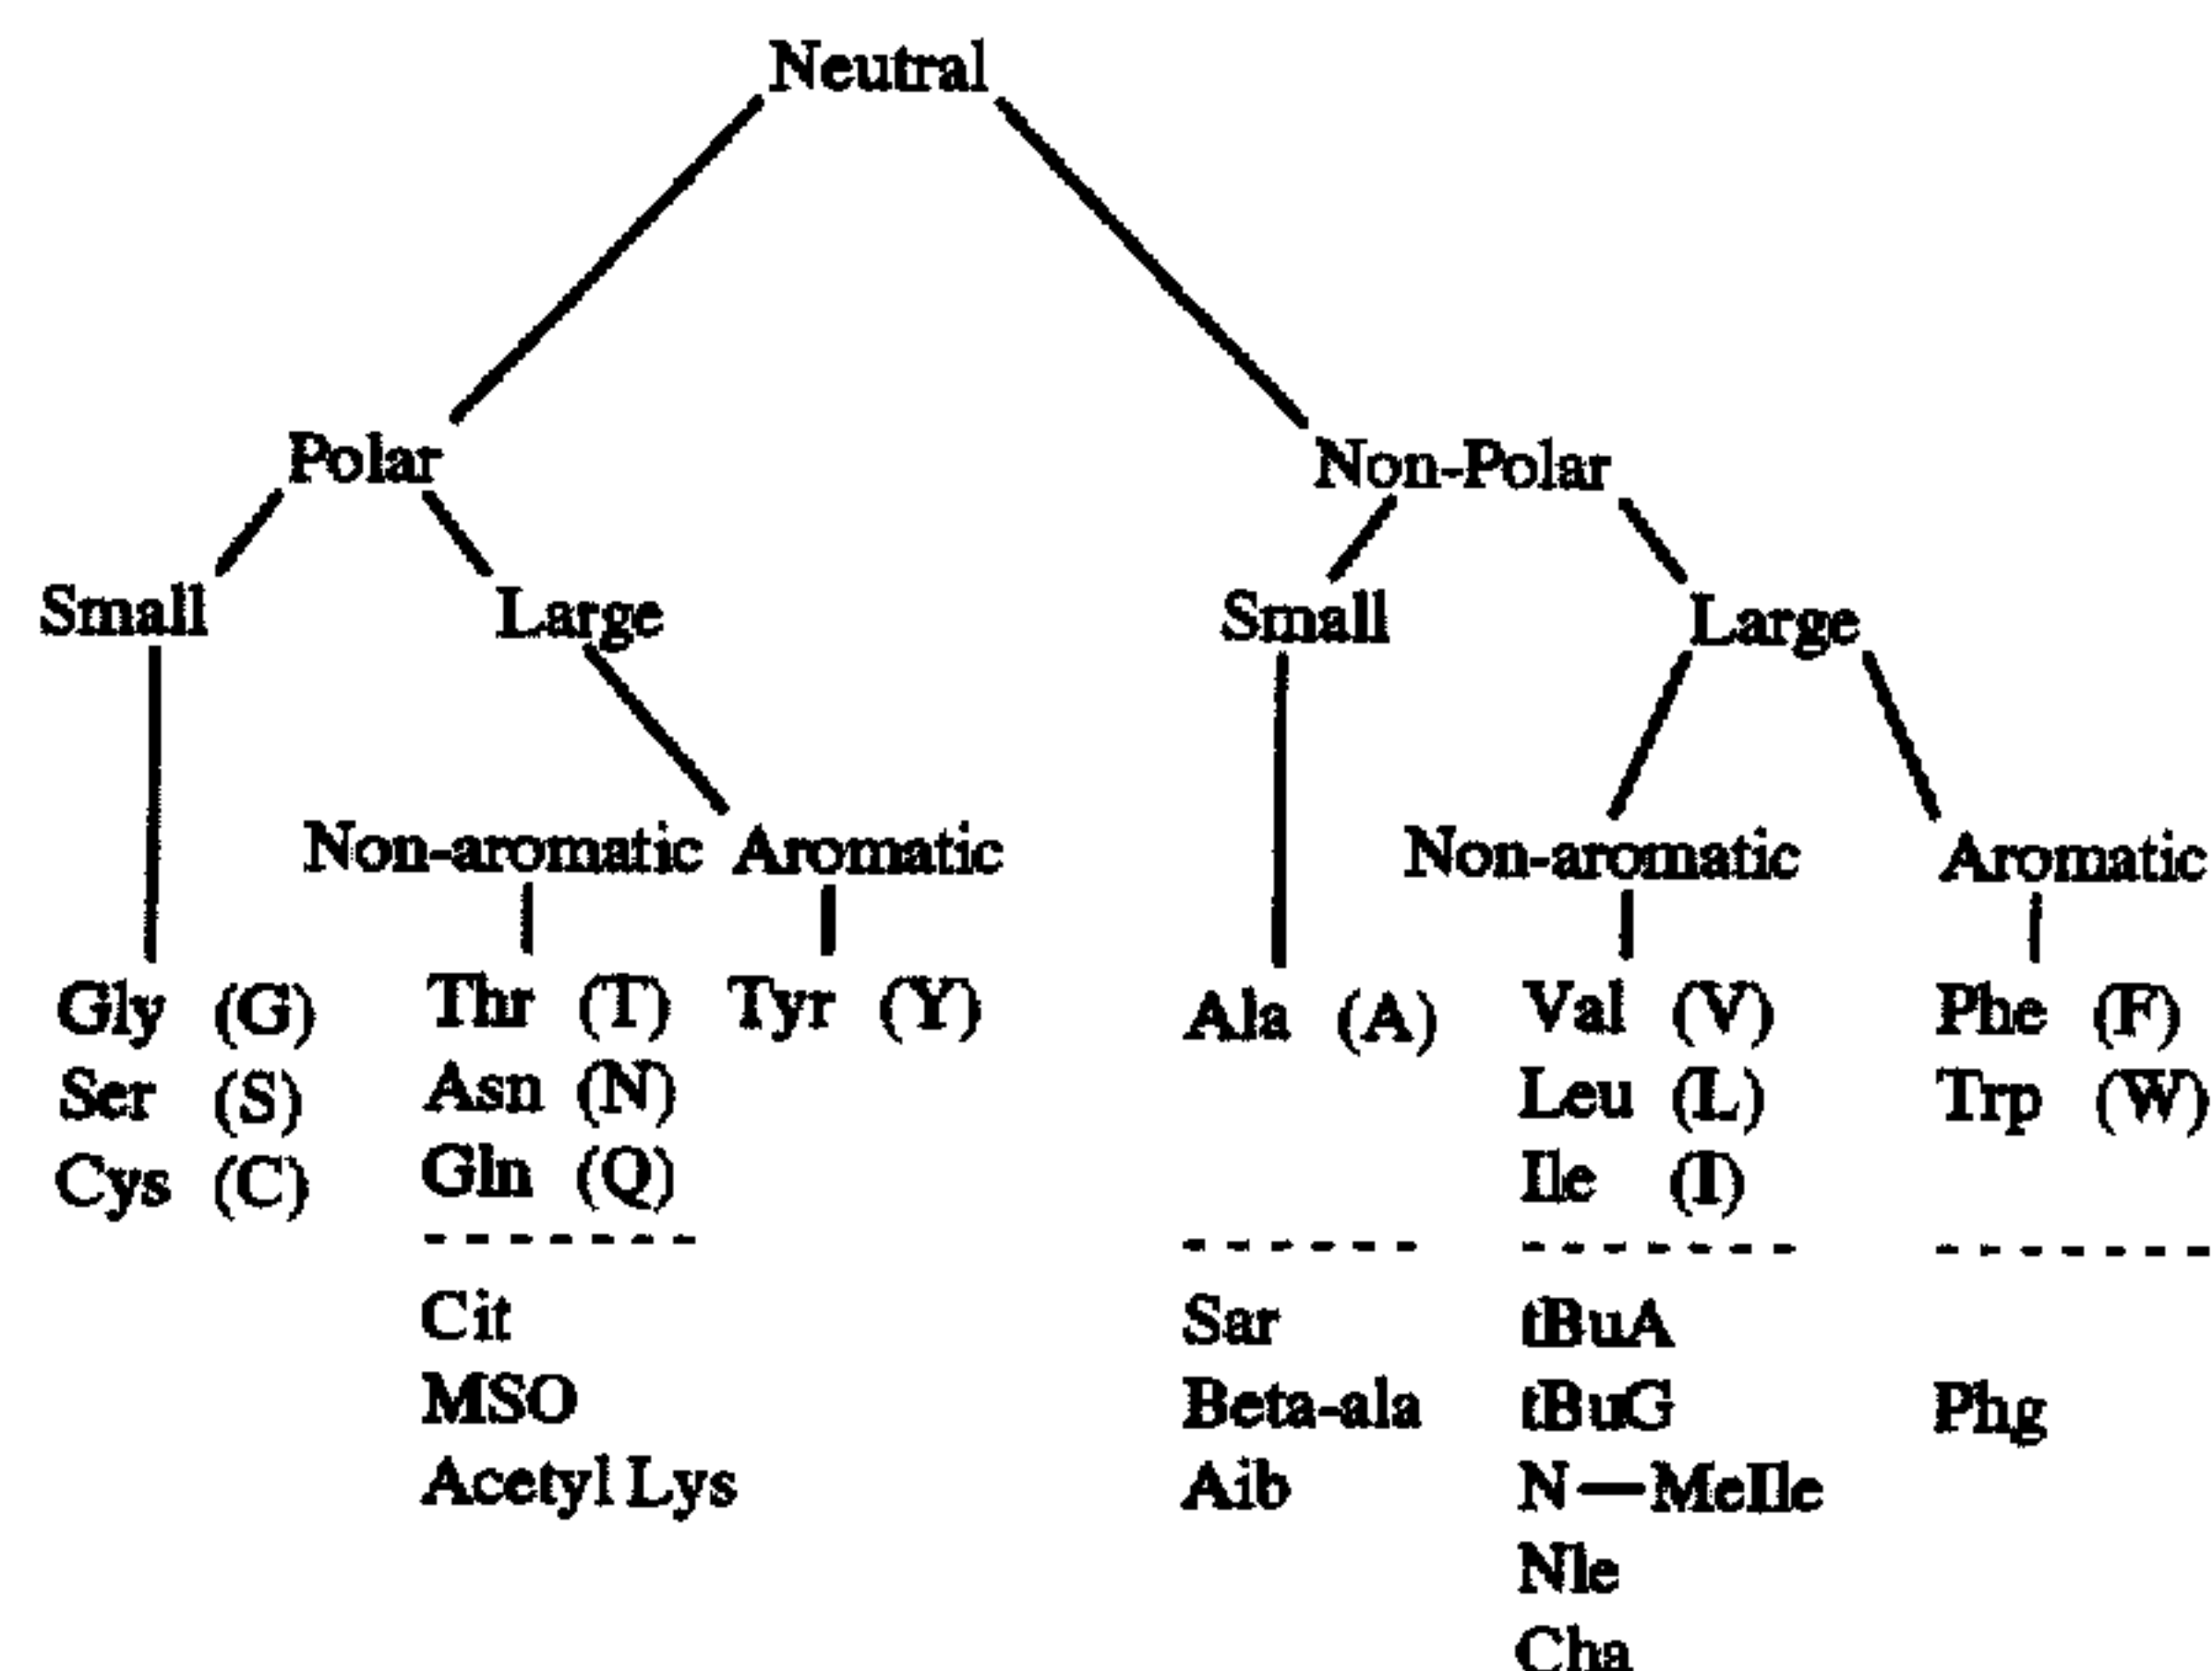 Neutral
Polar Non-Polar
Small Large Small Large
Non-aromatic Aromatic Non-aromatic Aromatic
Gly (G) Thr (T) Tyr (Y) Ala (A) Val (V) Phe (F)
Ser (S) Asn (N) Leu (L) Trp (W)
Cys (C) Gln (Q) Ile (I)
Cit Sar tBuA
MSO Beta-ala tBuG Phg
Acetyl Lys Aib N—MeIle
Nle
Cha